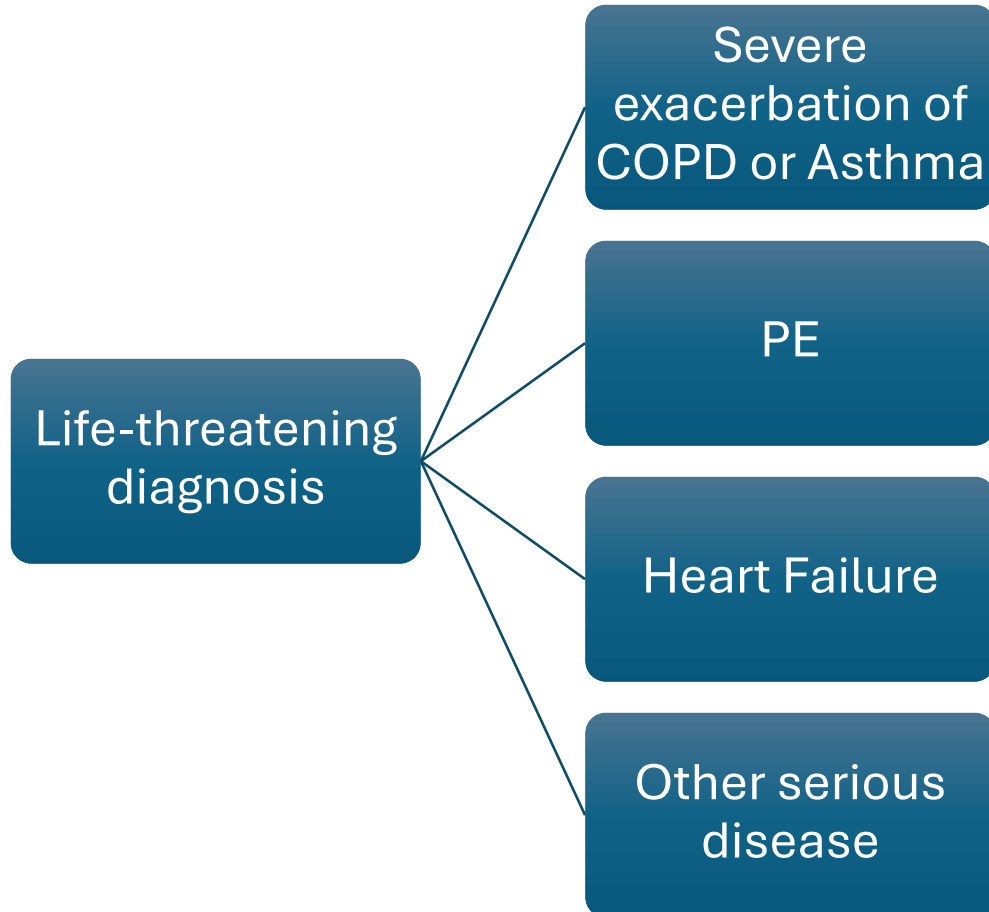 Life-threatening
diagnosis
Severe
exacerbation of
COPD or Asthma
PE
Heart Failure
Other serious
disease